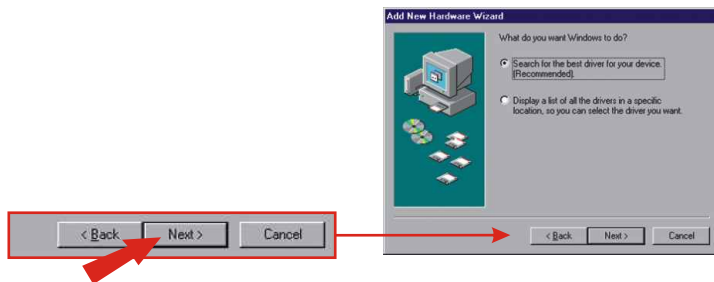 Add New Hardware Wizard
What do you want Windows to do?
Search for the best driver for your device.
(Recommended).
Display a list of all the drivers in a specific
location, so you can select the driver you want.
< Back Next > Cancel
< Back Next > Cancel